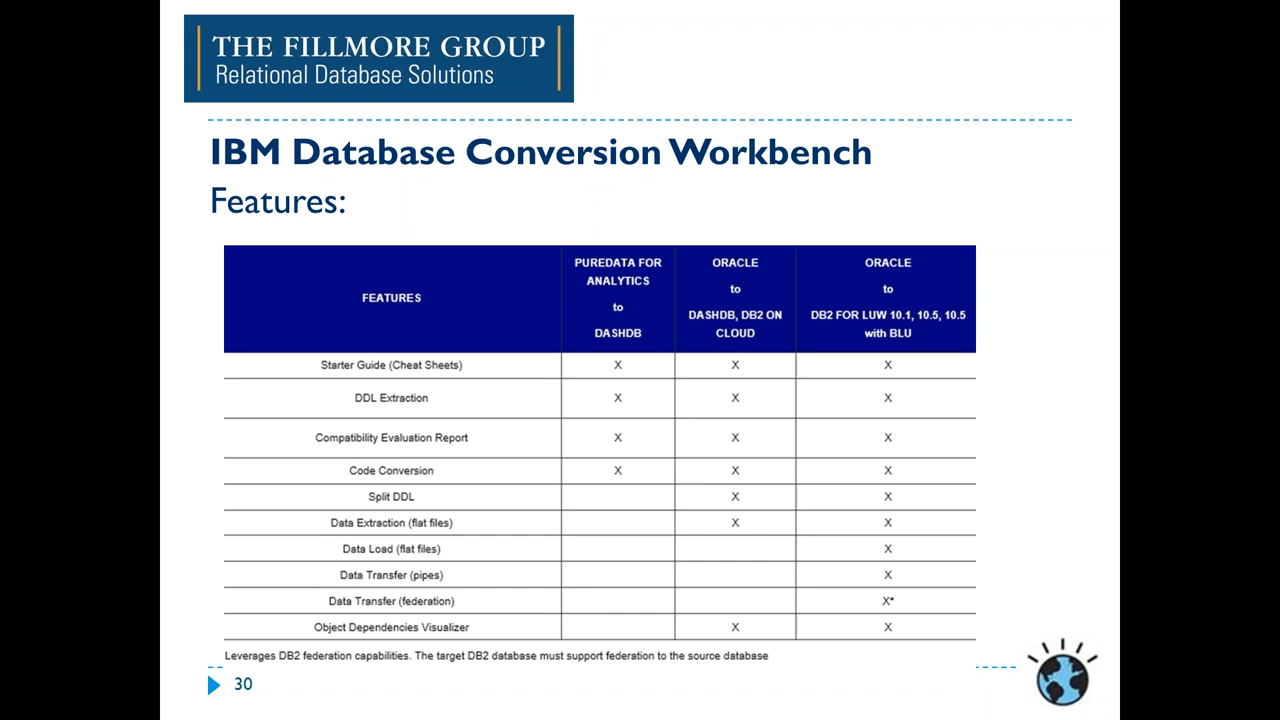 THE FILLMORE GROUP
Relational Database Solutions
IBM Database Conversion Workbench
Features:
FEATURES
PUREDATA FOR
ANALYTICS
to
DASHDB
ORACLE
to
DASHDB, DB2 ON
CLOUD
ORACLE
to
DB2 FOR LUW 10.1, 10.5, 10.5
with BLU
Starter Guide (Cheat Sheets) X X X
DDL Extraction X X X
Compatibility Evaluation Report X X X
Code Conversion X X X
Split DDL X X
Data Extraction (flat files) X X
Data Load (flat files) X
Data Transfer (pipes) X
Data Transfer (federation) X*
Object Dependencies Visualizer X X
Leverages DB2 federation capabilities. The target DB2 database must support federation to the source database
30